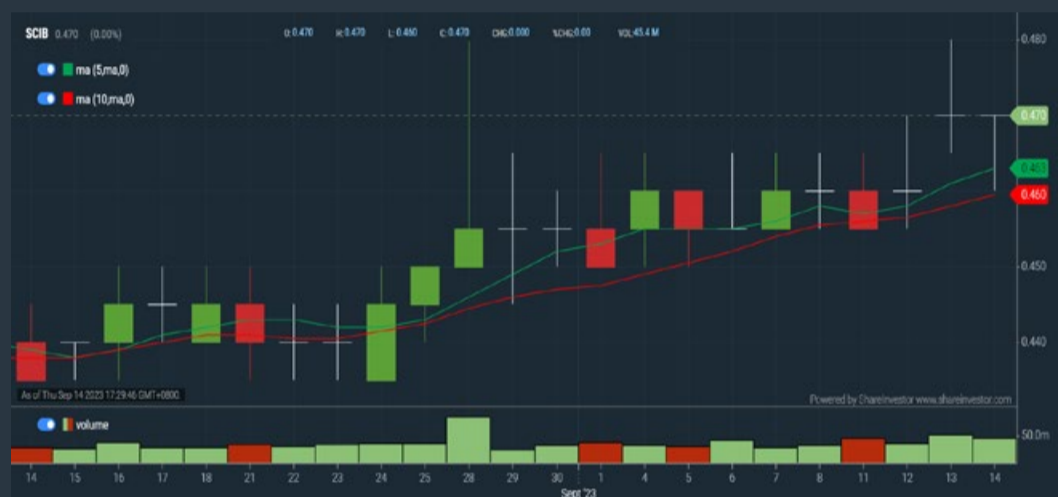 SCIB 0.470 (0.00%) O:0.470 H:0.470 L:0.460 C:0.470 CHG:0.000 %CHG:0.00 VOL:45.4 M
ma (5,ma,0)
ma (10,ma,0)
0.480
0.470
0.463
0.460
0.450
0.440
As of Thu Sep 14 2023 17:29:46 GMT+0800
Powered by ShareInvestor www.shareinvestor.com
volume
50.0m
14 15 16 17 18 21 22 23 24 25 28 29 30 1 4 5 6 7 8 11 12 13 14
Sept '23